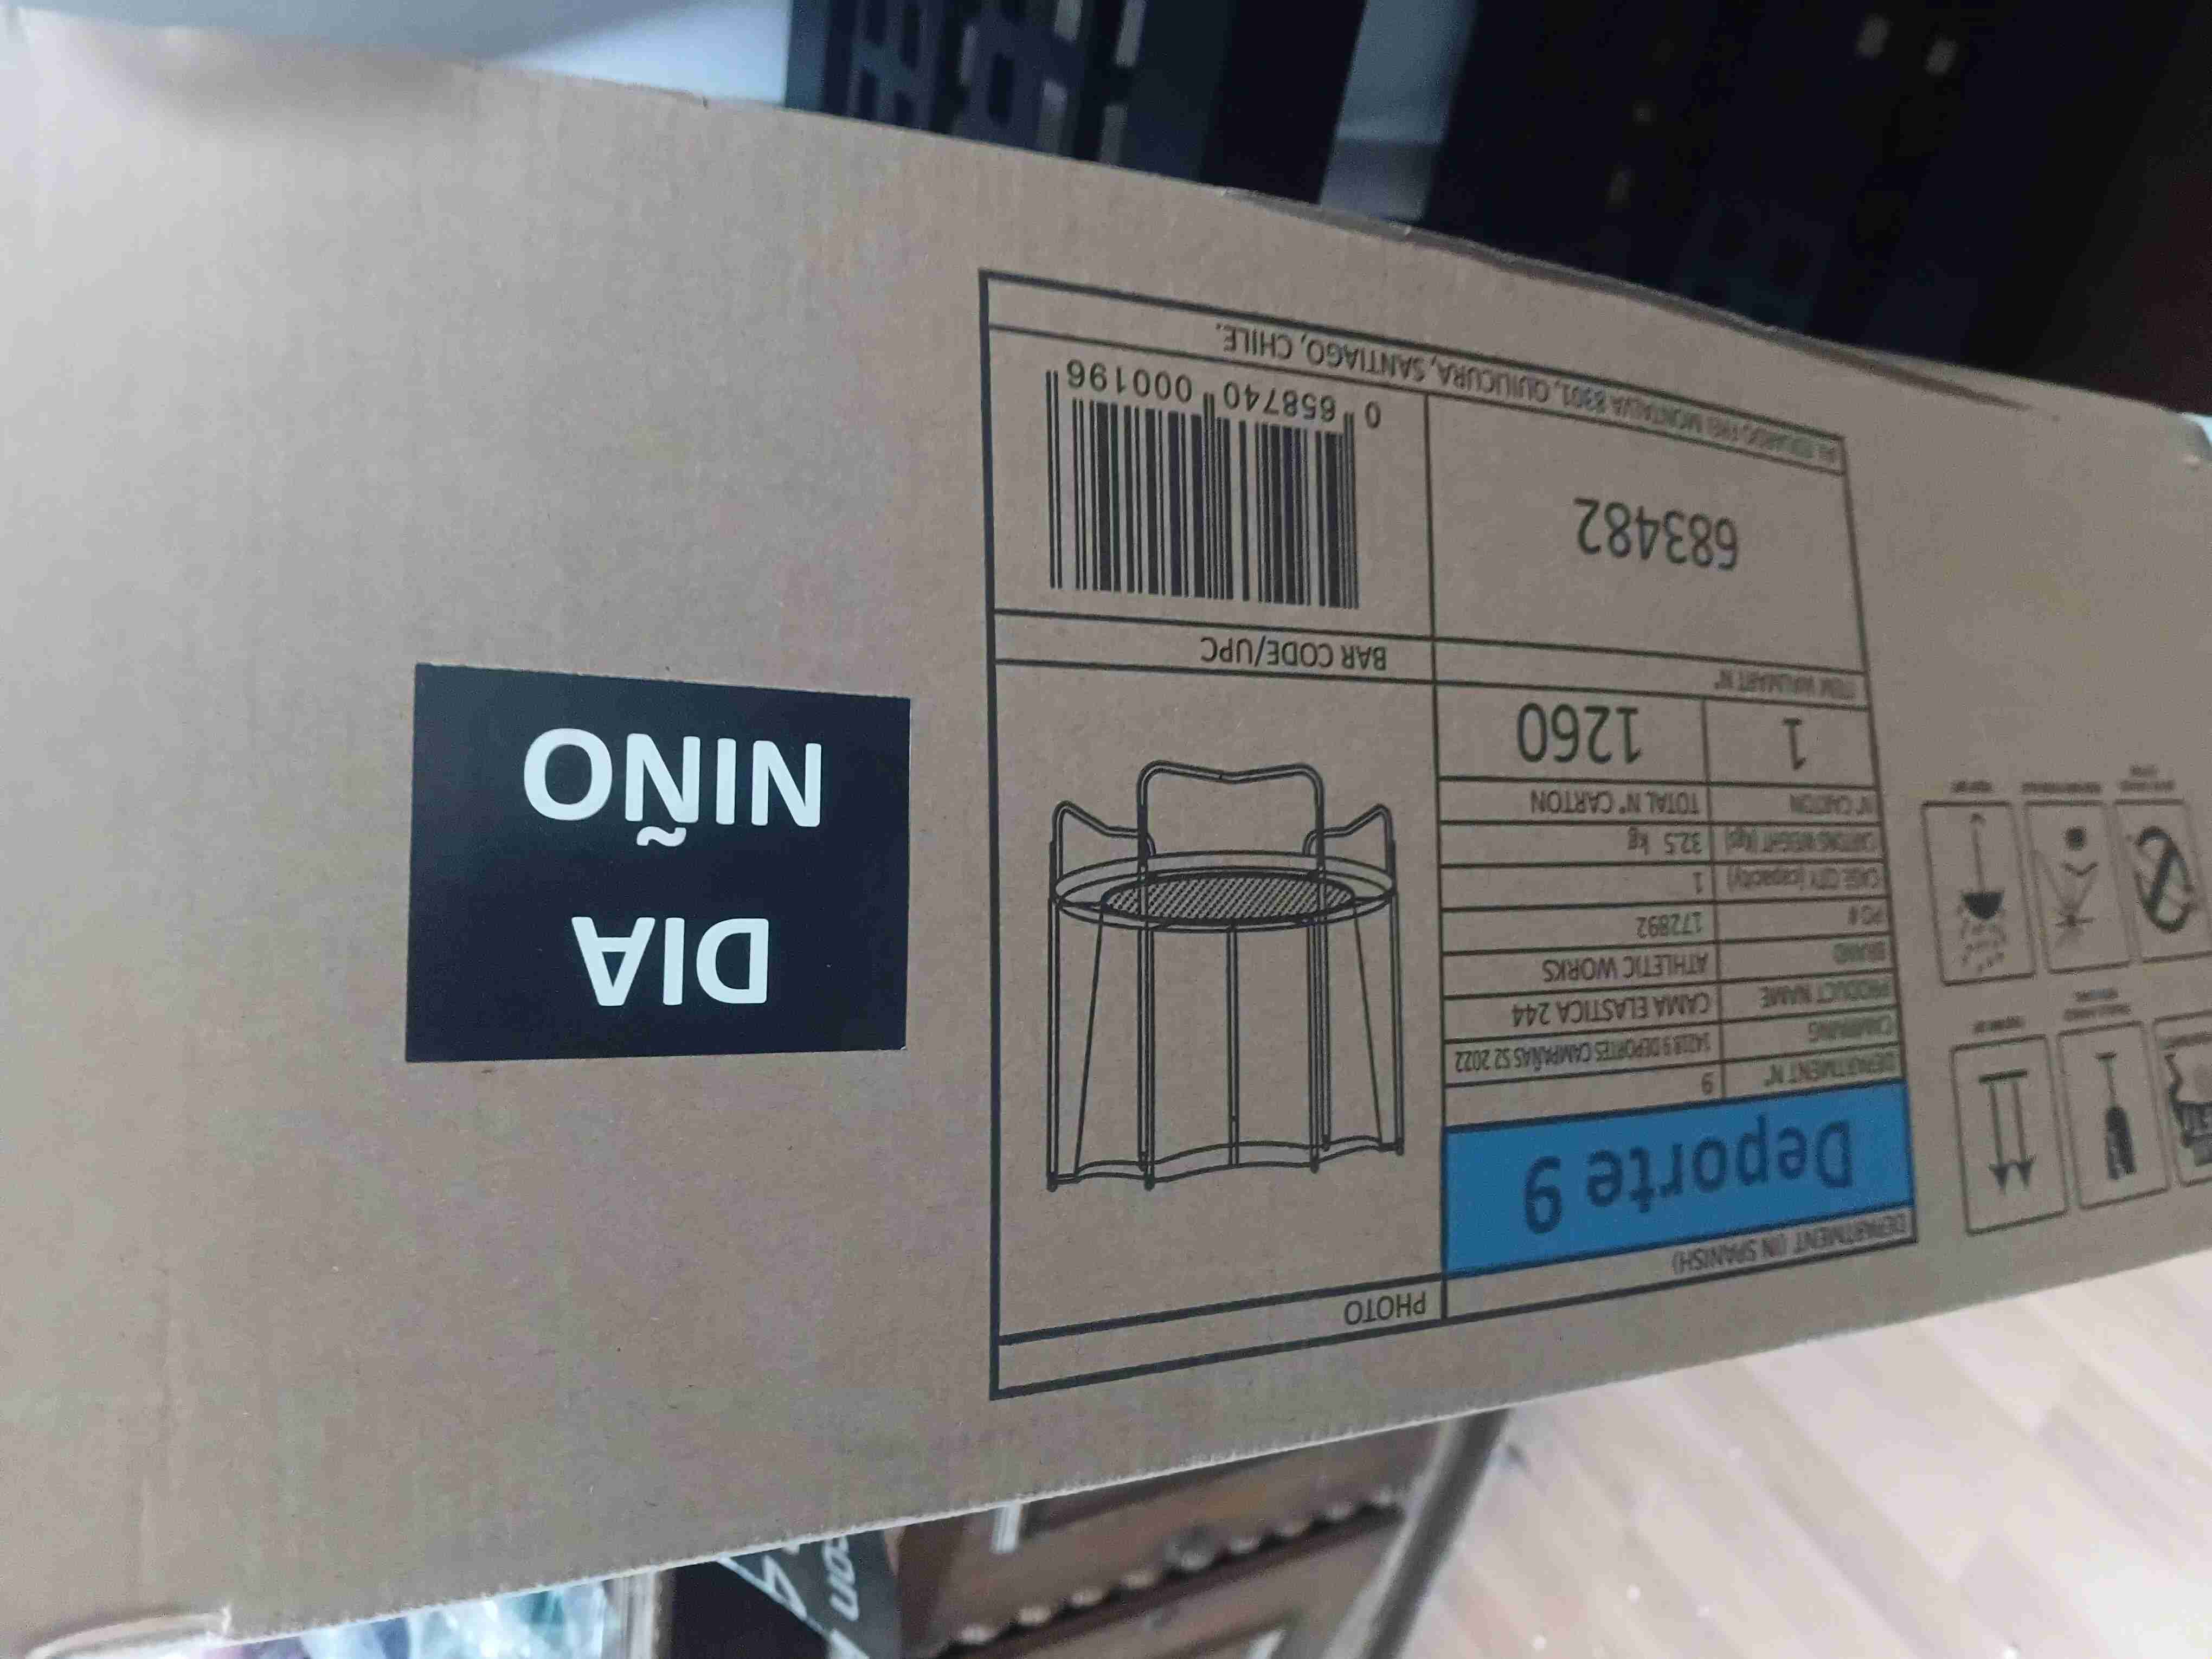 DEPARTMENT (IN SPANISH)
Deporte 9
DEPARTMENT N° 9
CAMPAING 14218 9 DEPORTES CAMPAÑAS S2 2022
PRODUCT NAME CAMA ELASTICA 244
BRAND ATHLETIC WORKS
PO # 172892
CASE QTY (capacity) 1
CARTONS WEIGHT (Kgs) 32.5 kg
N° CARTON TOTAL N° CARTON
1 1260
ITEM WALMART N°
683482
PHOTO
BAR CODE/UPC
0 658740 000196
AV. EDUARDO FREI MONTALVA 8301, QUILICURA, SANTIAGO, CHILE.
DIA
NIÑO